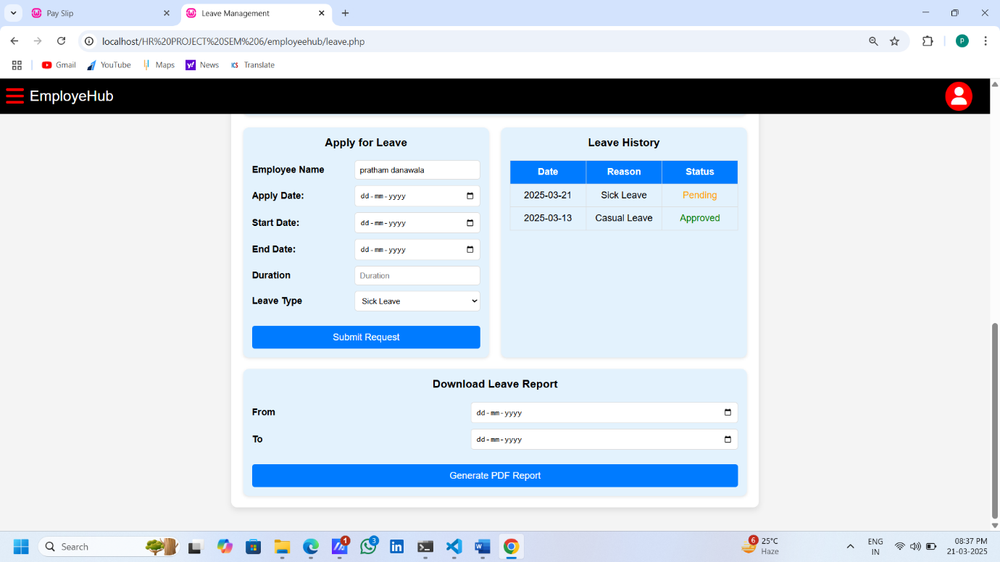 Pay Slip
Leave Management
localhost/HR%20PROJECT%20SEM%206/employeehub/leave.php
P
Gmail
YouTube
Maps
y!
News
ICS
Translate
EmployeHub
Apply for Leave
Employee Name
pratham danawala
Apply Date:
dd-mm-yyyy
Start Date:
dd-mm-yyyy
End Date:
dd-mm-yyyy
Duration
Duration
Leave Type
Sick Leave
Submit Request
Leave History
Date Reason Status
2025-03-21 Sick Leave Pending
2025-03-13 Casual Leave Approved
Download Leave Report
From
dd-mm-yyyy
To
dd-mm-yyyy
Generate PDF Report
Search
1
3
6
25°C
Haze
ENG
IN
08:37 PM
21-03-2025